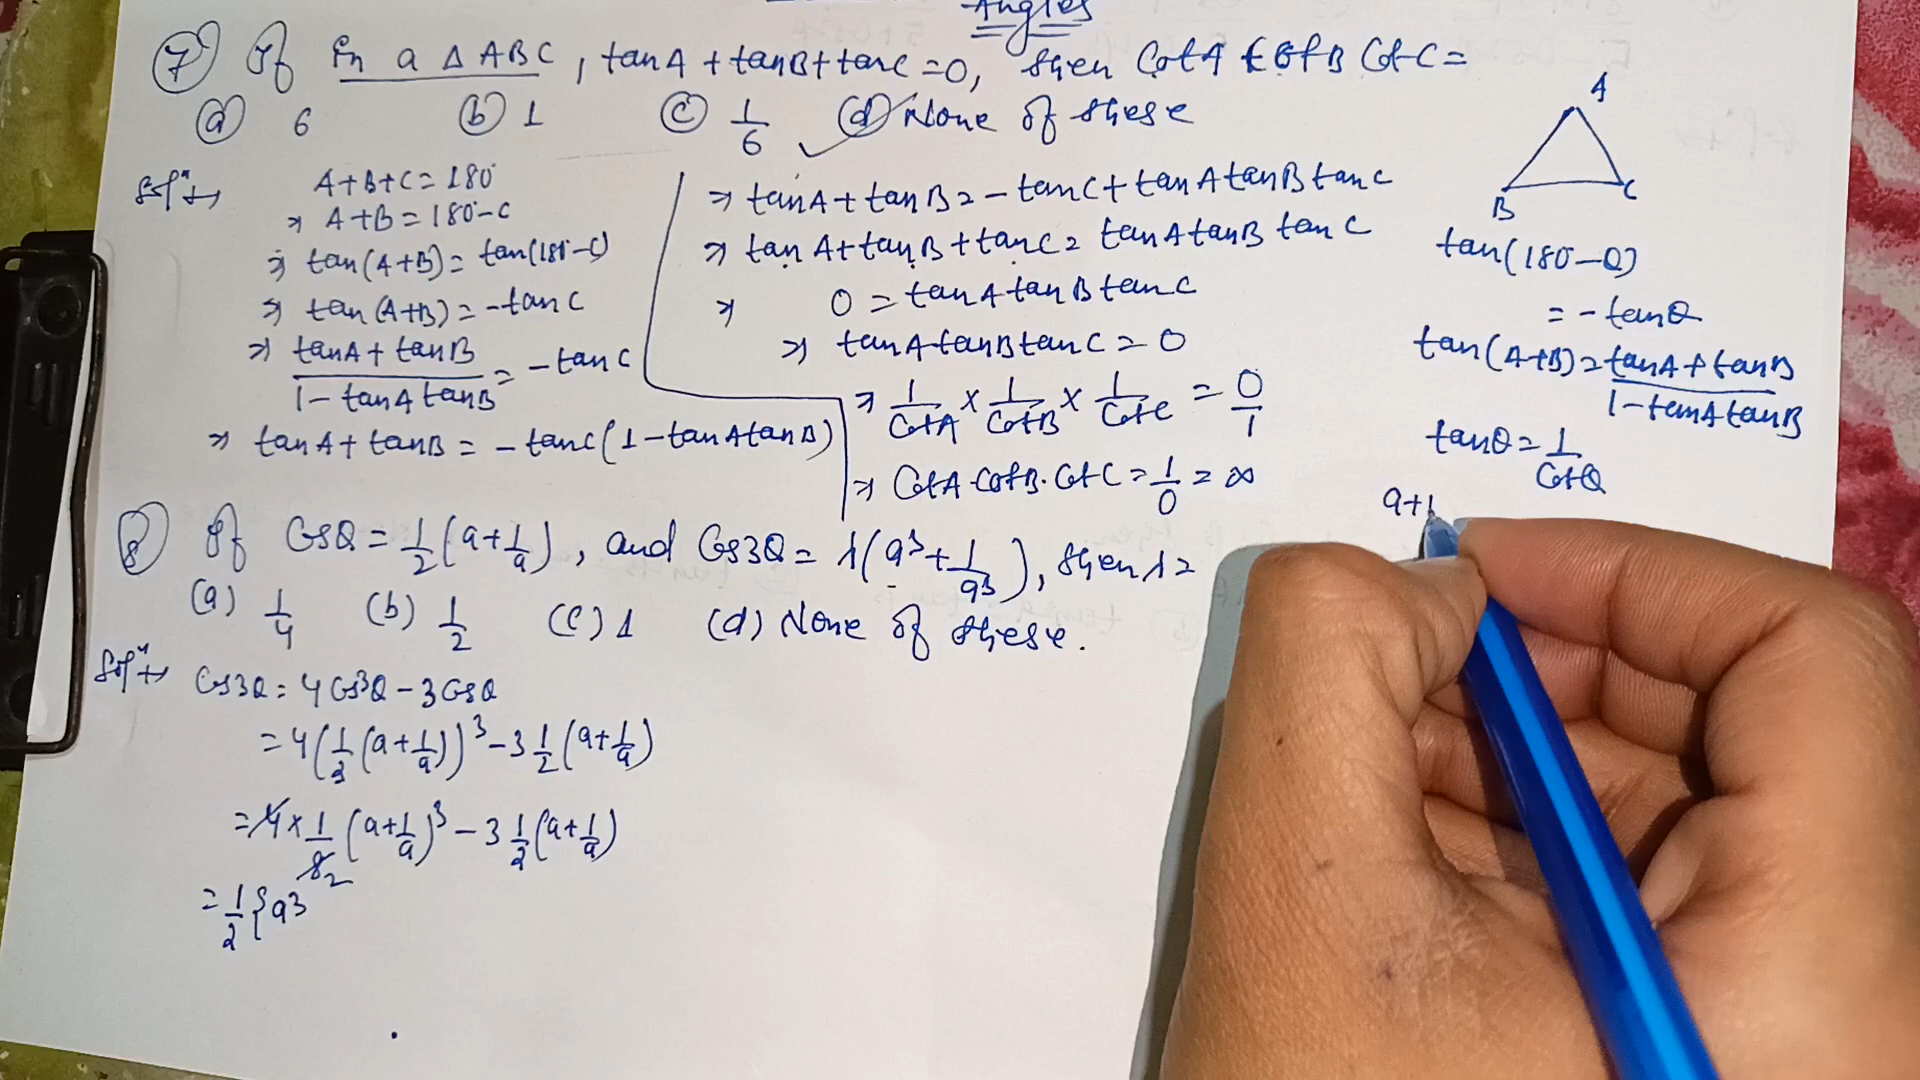 Angles
⑦ If in a Δ ABC, tanA + tanB + tanC = 0, then CotA CotB CotC =
(a) 6 (b) 1 (c) 1/6 (d) None of these
Solⁿ→
A+B+C = 180°
⇒ A+B = 180°-C
⇒ tan(A+B) = tan(180°-C)
⇒ tan(A+B) = -tanC
⇒ (tanA + tanB)/(1 - tanA tanB) = -tanC
⇒ tanA + tanB = -tanC(1 - tanA tanB)
⇒ tanA + tanB = -tanC + tanA tanB tanC
⇒ tanA + tanB + tanC = tanA tanB tanC
⇒ 0 = tanA tanB tanC
⇒ tanA tanB tanC = 0
⇒ 1/CotA × 1/CotB × 1/CotC = 0/1
⇒ CotA CotB. CotC = 1/0 = ∞
A
B C
tan(180°-θ)
= -tanθ
tan(A+B) = (tanA + tanB)/(1 - tanA tanB)
tanθ = 1/Cotθ
a+1
⑧ If Cosθ = 1/2 (a + 1/a), and Cos3θ = λ(a³ + 1/a³), then λ =
(a) 1/4 (b) 1/2 (c) 1 (d) None of these.
Solⁿ→ Cos3θ = 4Cos³θ - 3Cosθ
= 4(1/2 (a + 1/a))³ - 3 1/2 (a + 1/a)
= 4 × 1/8 2 (a + 1/a)³ - 3 1/2 (a + 1/a)
= 1/2 {a³